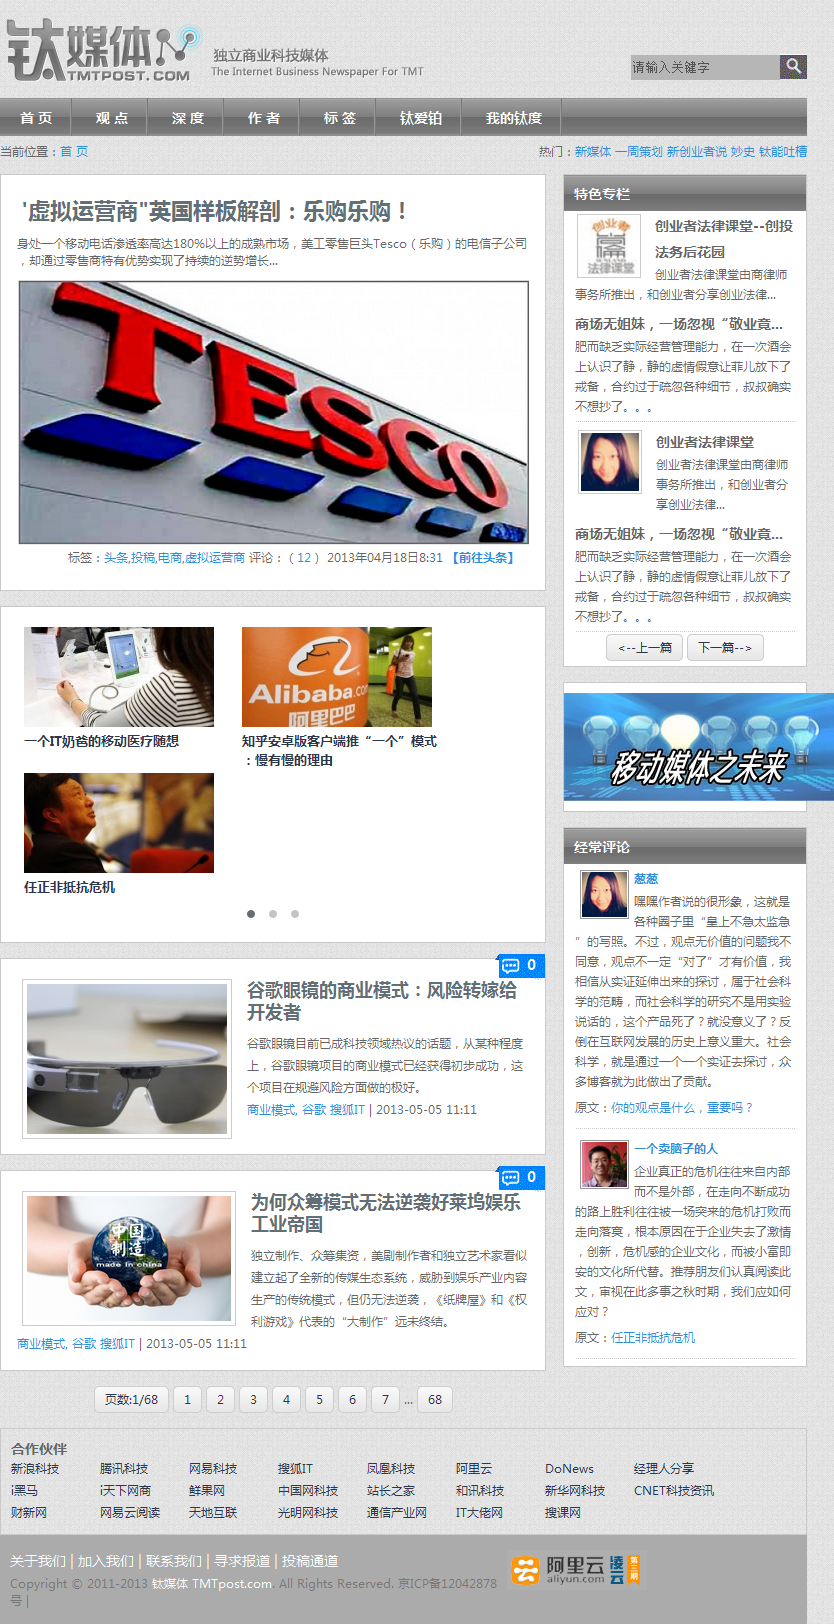 钛媒体
TMTPOST.COM
独立商业科技媒体
The Internet Business Newspaper For TMT
请输入关键字
首 页 观 点 深 度 作 者 标 签 钛爱铂 我的钛度
当前位置：首 页
热门：新媒体 一周策划 新创业者说 妙史 钛能吐槽
'虚拟运营商"英国样板解剖：乐购乐购！
身处一个移动电话渗透率高达180%以上的成熟市场，美工零售巨头Tesco（乐购）的电信子公司
，却通过零售商特有优势实现了持续的逆势增长...
TESCO
标签：头条,投稿,电商,虚拟运营商 评论：（12） 2013年04月18日8:31 【前往头条】
Alibaba.co
阿里巴巴
一个IT奶爸的移动医疗随想
知乎安卓版客户端推“一个”模式
：慢有慢的理由
任正非抵抗危机
0
谷歌眼镜的商业模式：风险转嫁给
开发者
谷歌眼镜目前已成科技领域热议的话题，从某种程度
上，谷歌眼镜项目的商业模式已经获得初步成功，这
个项目在规避风险方面做的极好。
商业模式, 谷歌 搜狐IT | 2013-05-05 11:11
0
中国
制造
made in china
为何众筹模式无法逆袭好莱坞娱乐
工业帝国
独立制作、众筹集资，美剧制作者和独立艺术家看似
建立起了全新的传媒生态系统，威胁到娱乐产业内容
生产的传统模式，但仍无法逆袭，《纸牌屋》和《权
利游戏》代表的“大制作”远未终结。
商业模式, 谷歌 搜狐IT | 2013-05-05 11:11
页数:1/68 1 2 3 4 5 6 7 ... 68
特色专栏
法律课堂
创业者法律课堂--创投
法务后花园
创业者法律课堂由商律师
事务所推出，和创业者分享创业法律...
商场无姐妹，一场忽视“敬业竟...
肥而缺乏实际经营管理能力，在一次酒会
上认识了静，静的虚情假意让菲儿放下了
戒备，合约过于疏忽各种细节，叔叔确实
不想抄了。。。
创业者法律课堂
创业者法律课堂由商律师
事务所推出，和创业者分
享创业法律...
商场无姐妹，一场忽视“敬业竟...
肥而缺乏实际经营管理能力，在一次酒会
上认识了静，静的虚情假意让菲儿放下了
戒备，合约过于疏忽各种细节，叔叔确实
不想抄了。。。
<--上一篇 下一篇-->
移动媒体之未来
经常评论
葱葱
嘿嘿作者说的很形象，这就是
各种圈子里“皇上不急太监急
”的写照。不过，观点无价值的问题我不
同意，观点不一定“对了”才有价值，我
相信从实证延伸出来的探讨，属于社会科
学的范畴，而社会科学的研究不是用实验
说话的，这个产品死了？就没意义了？反
倒在互联网发展的历史上意义重大。社会
科学，就是通过一个一个实证去探讨，众
多博客就为此做出了贡献。
原文：你的观点是什么，重要吗？
一个卖脑子的人
企业真正的危机往往来自内部
而不是外部，在走向不断成功
的路上胜利往往被一场突来的危机打败而
走向落寞，根本原因在于企业失去了激情
，创新，危机感的企业文化，而被小富即
安的文化所代替。推荐朋友们认真阅读此
文，审视在此多事之秋时期，我们应如何
应对？
原文：任正非抵抗危机
合作伙伴
新浪科技 腾讯科技 网易科技 搜狐IT 凤凰科技 阿里云 DoNews 经理人分享
i黑马 i天下网商 鲜果网 中国网科技 站长之家 和讯科技 新华网科技 CNET科技资讯
财新网 网易云阅读 天地互联 光明网科技 通信产业网 IT大佬网 搜课网
关于我们 | 加入我们 | 联系我们 | 寻求报道 | 投稿通道
Copyright © 2011-2013 钛媒体 TMTpost.com, All Rights Reserved. 京ICP备12042878
号 |
阿里云
aliyun.com
凌云
第三期